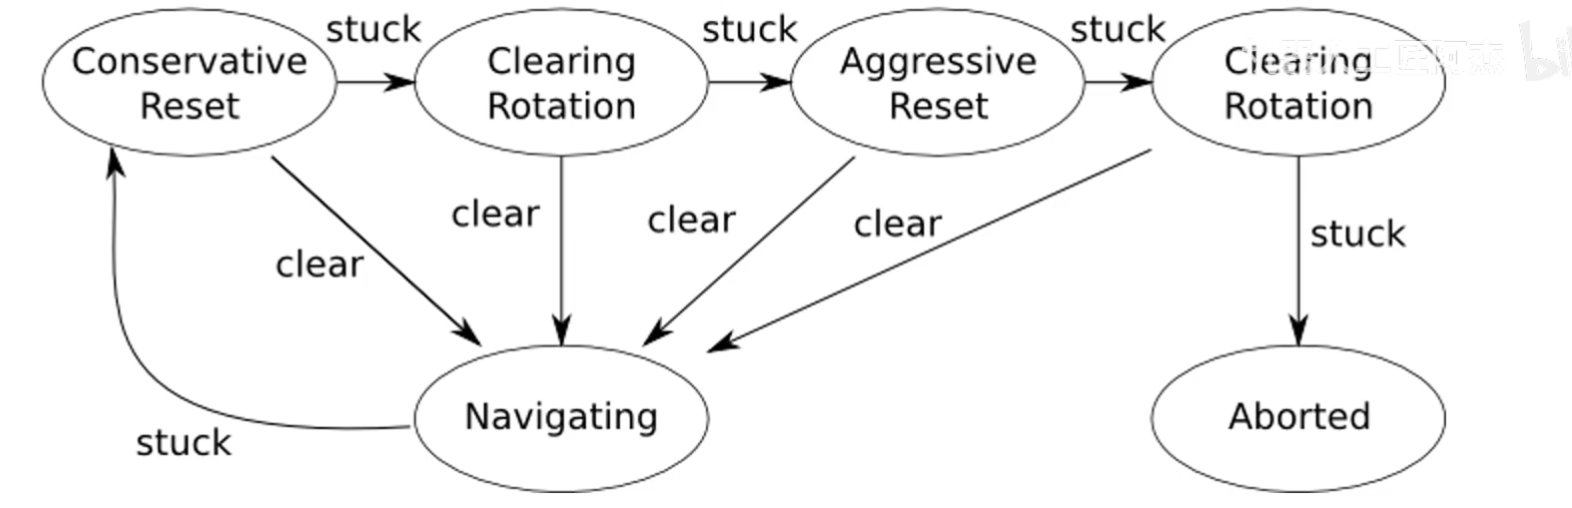 stuck
stuck
stuck
Conservative
Reset
Clearing
Rotation
Aggressive
Reset
Clearing
Rotation
clear
clear
clear
clear
stuck
Navigating
Aborted
stuck